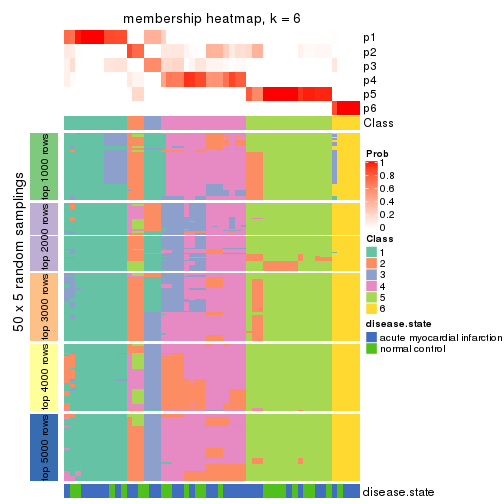 membership heatmap, k = 6
p1
p2
p3
p4
p5
p6
Class
50 x 5 random samplings
top 1000 rows
top 2000 rows
top 3000 rows
top 4000 rows
top 5000 rows
Prob
1
0.8
0.6
0.4
0.2
0
Class
1
2
3
4
5
6
disease.state
acute myocardial infarction
normal control
disease.state